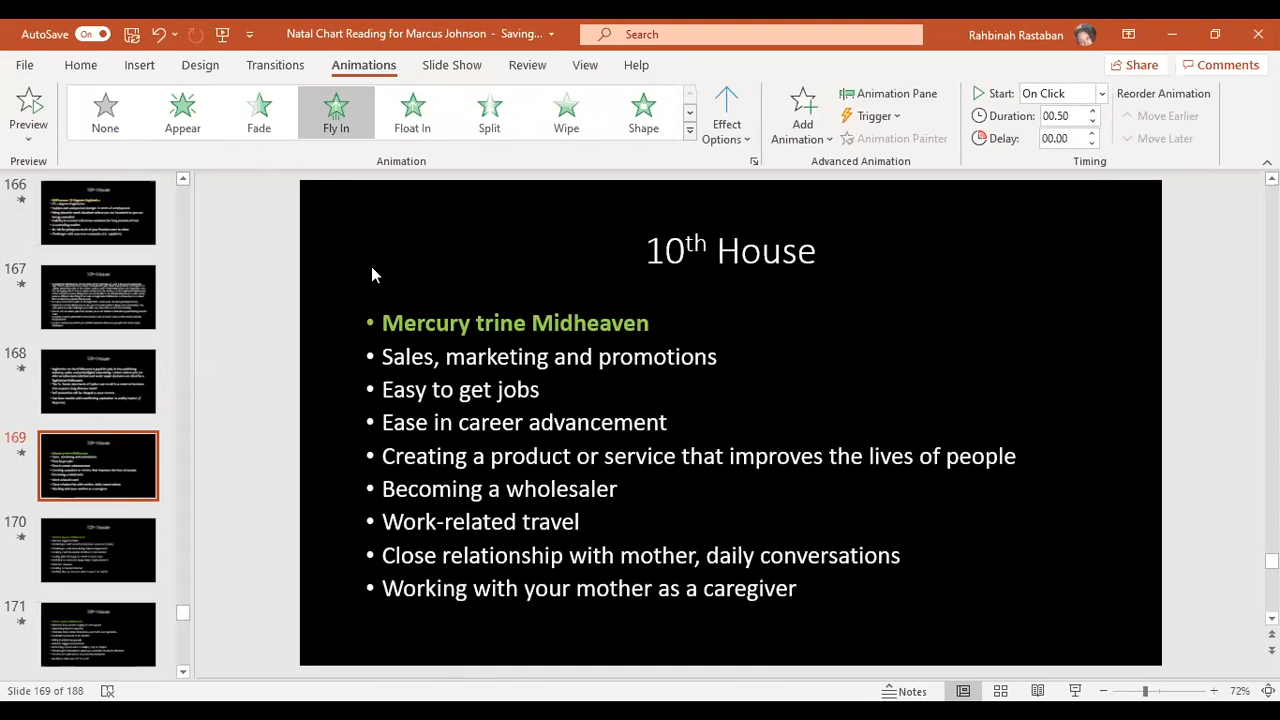 AutoSave On Natal Chart Reading for Marcus Johnson - Saving... Search Rahbinah Rastaban
File Home Insert Design Transitions Animations Slide Show Review View Help Share Comments
Preview None Appear Fade Fly In Float In Split Wipe Shape Effect Options Add Animation Animation Pane Trigger Animation Painter Start: On Click Duration: 00.50 Delay: 00.00 Reorder Animation Move Earlier Move Later
Preview Animation Advanced Animation Timing
166
167
168
169
170
171
10th House
• Mercury Trine Midheaven
• Sales, marketing and promotions
• Easy to get jobs
• Ease in career advancement
• Creating a product or service that improves the lives of people
• Becoming a wholesaler
• Work-related travel
• Close relationship with mother, daily conversations
• Working with your mother as a caregiver
Slide 169 of 188 Notes 72%